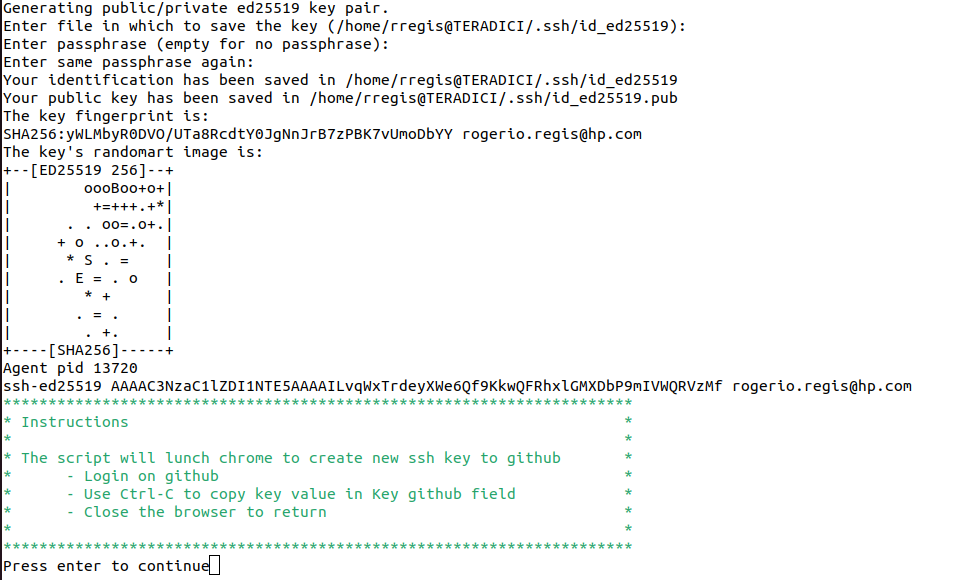 Generating public/private ed25519 key pair.
Enter file in which to save the key (/home/rregis@TERADICI/.ssh/id_ed25519):
Enter passphrase (empty for no passphrase):
Enter same passphrase again:
Your identification has been saved in /home/rregis@TERADICI/.ssh/id_ed25519
Your public key has been saved in /home/rregis@TERADICI/.ssh/id_ed25519.pub
The key fingerprint is:
SHA256:yWLMbyR0DVO/UTa8RcdtY0JgNnJrB7zPBK7vUmoDbYY rogerio.regis@hp.com
The key's randomart image is:
+--[ED25519 256]--+
|        oooBoo+o+|
|         +=+++.+*|
|      . . oo=.o+.|
|     + o ..o.+.  |
|      * S . =    |
|     . E = . o   |
|        * +      |
|       . = .     |
|        . +.     |
+----[SHA256]-----+
Agent pid 13720
ssh-ed25519 AAAAC3NzaC1lZDI1NTE5AAAAILvqWxTrdeyXWe6Qf9KkwQFRhxlGMXDbP9mIVWQRVzMf rogerio.regis@hp.com
**********************************************************************
* Instructions                                                       *
*                                                                    *
* The script will lunch chrome to create new ssh key to github       *
*      - Login on github                                             *
*      - Use Ctrl-C to copy key value in Key github field            *
*      - Close the browser to return                                 *
*                                                                    *
**********************************************************************
Press enter to continue